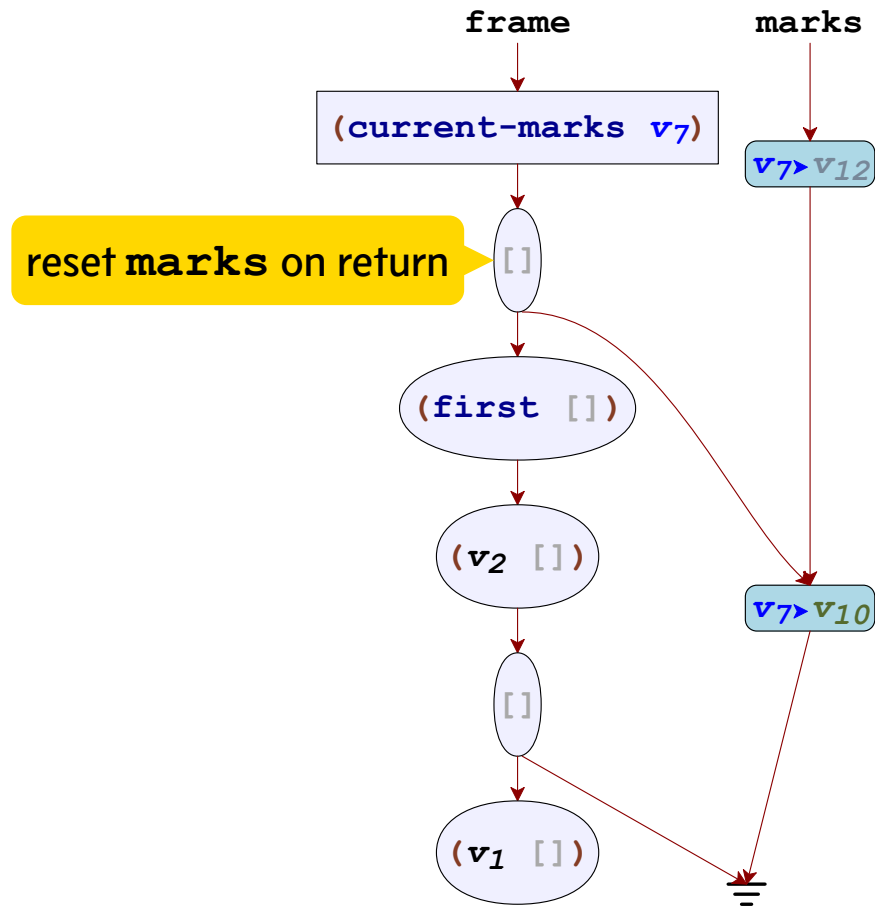 frame marks
(current-marks v7)
v7➤v12
reset marks on return
[]
(first [])
(v2 [])
v7➤v10
[]
(v1 [])